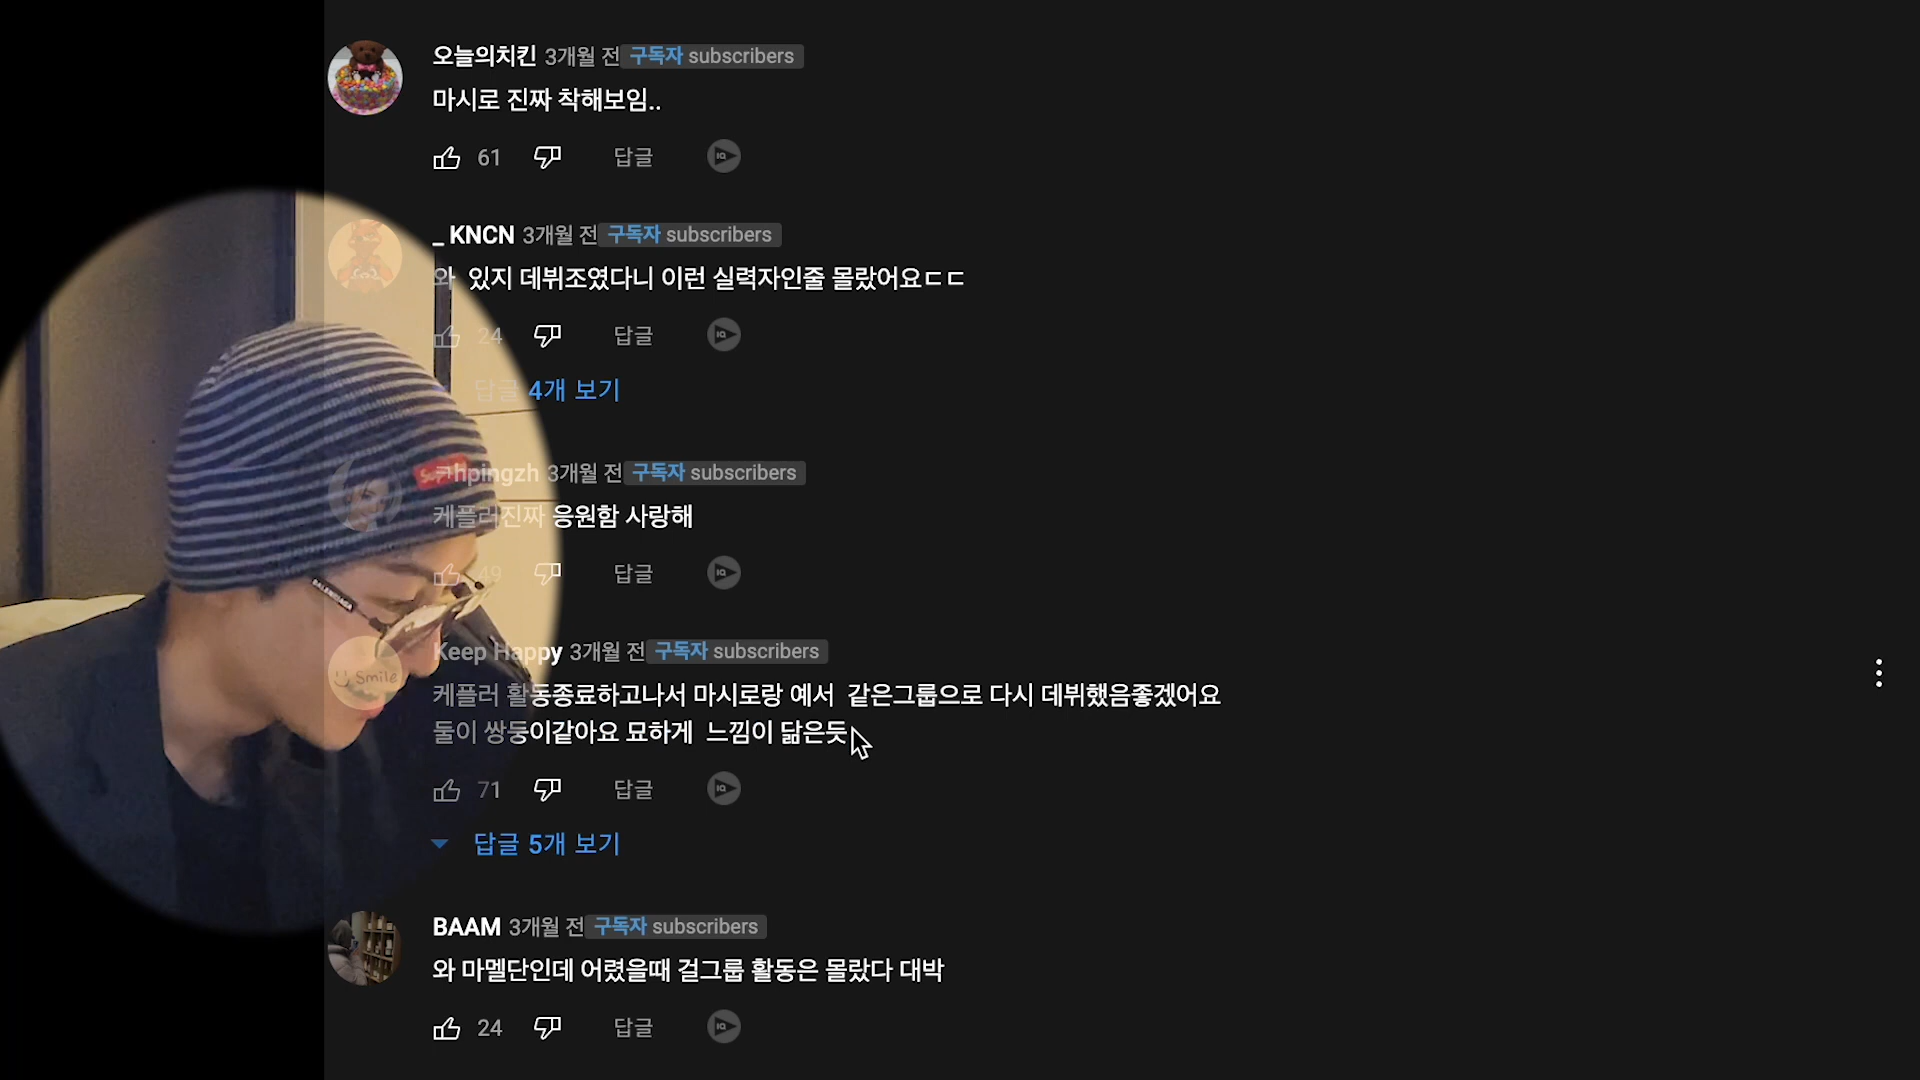 오늘의치킨 3개월 전 구독자 subscribers
마시로 진짜 착해보임..
61 답글
_ KNCN 3개월 전 구독자 subscribers
와 있지 데뷔조였다니 이런 실력자인줄 몰랐어요ㄷㄷ
24 답글
답글 4개 보기
ㅋhpingzh 3개월 전 구독자 subscribers
케플러진짜 응원함 사랑해
49 답글
BALENCIAGA
Keep Happy 3개월 전 구독자 subscribers
Smile
케플러 활동종료하고나서 마시로랑 예서 같은그룹으로 다시 데뷔했음좋겠어요
둘이 쌍둥이같아요 묘하게 느낌이 닮은듯
71 답글
답글 5개 보기
BAAM 3개월 전 구독자 subscribers
와 마멜단인데 어렸을때 걸그룹 활동은 몰랐다 대박
24 답글